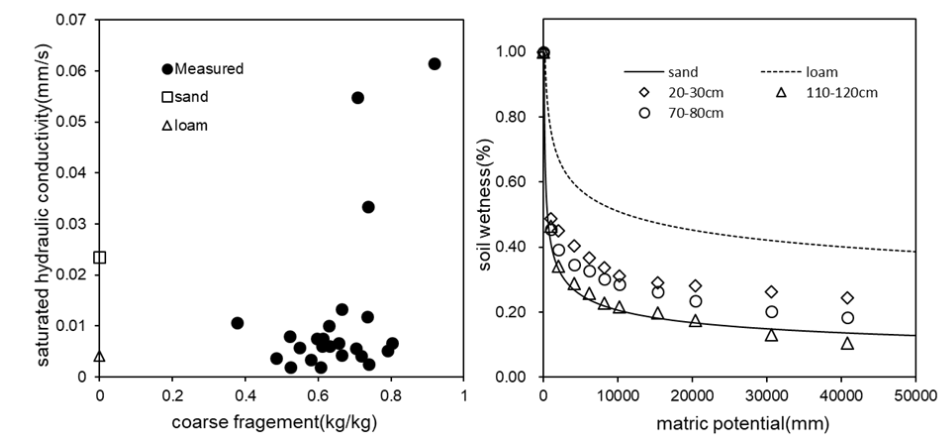 0.07
0.06
0.05
0.04
0.03
0.02
0.01
0
saturated hydraulic conductivity(mm/s)
Measured
sand
loam
0 0.2 0.4 0.6 0.8 1
coarse fragement(kg/kg)
1.00
0.80
0.60
0.40
0.20
0.00
soil wetness(%)
sand loam
20-30cm 110-120cm
70-80cm
0 10000 20000 30000 40000 50000
matric potential(mm)